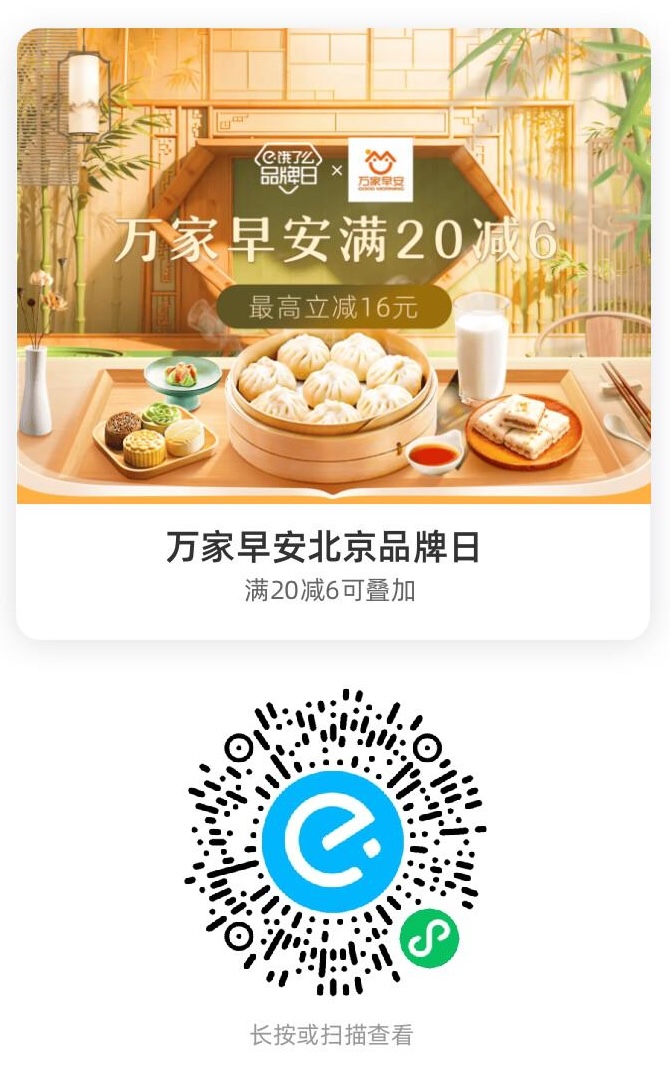 饿了么
品牌日
×
万家早安
GOOD MORNING
万家早安满20减6
最高立减16元
万家早安北京品牌日
满20减6可叠加
长按或扫描查看